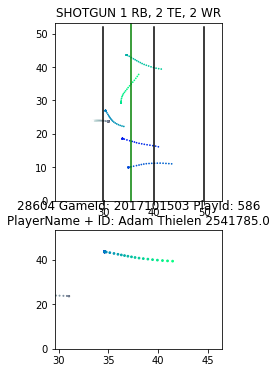 SHOTGUN 1 RB, 2 TE, 2 WR
50
40
30
20
10
0
30 40 50
28604 GameId: 2017101503 PlayId: 586
PlayerName + ID: Adam Thielen 2541785.0
40
20
0
30 35 40 45